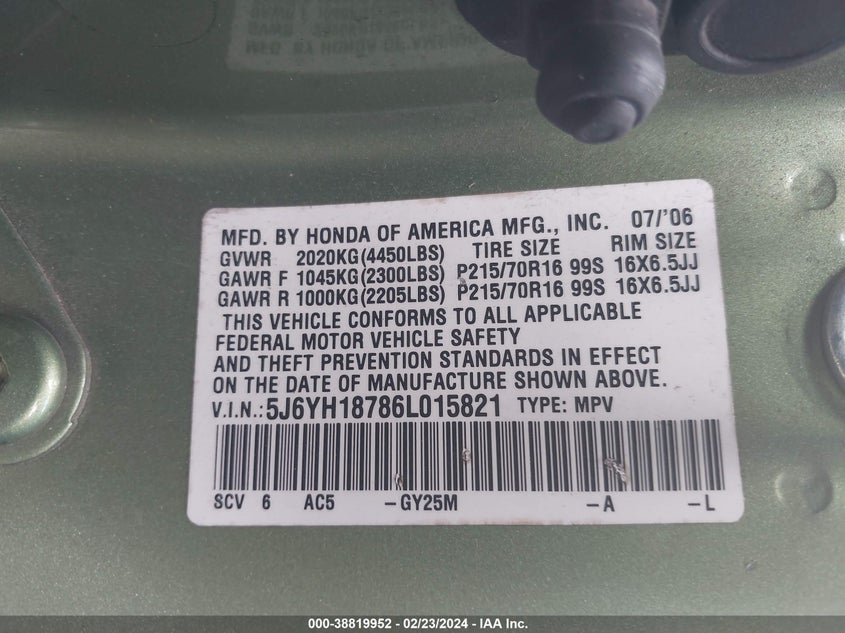 MFD. BY HONDA OF AMERICA MFG., INC. 07/'06
GVWR 2020KG(4450LBS) TIRE SIZE RIM SIZE
GAWR F 1045KG(2300LBS) P215/70R16 99S 16X6.5JJ
GAWR R 1000KG(2205LBS) P215/70R16 99S 16X6.5JJ
THIS VEHICLE CONFORMS TO ALL APPLICABLE
FEDERAL MOTOR VEHICLE SAFETY
AND THEFT PREVENTION STANDARDS IN EFFECT
ON THE DATE OF MANUFACTURE SHOWN ABOVE.
V.I.N.:5J6YH18786L015821 TYPE: MPV
SCV 6 AC5 -GY25M -A -L
000-38819952 - 02/23/2024 - IAA Inc.